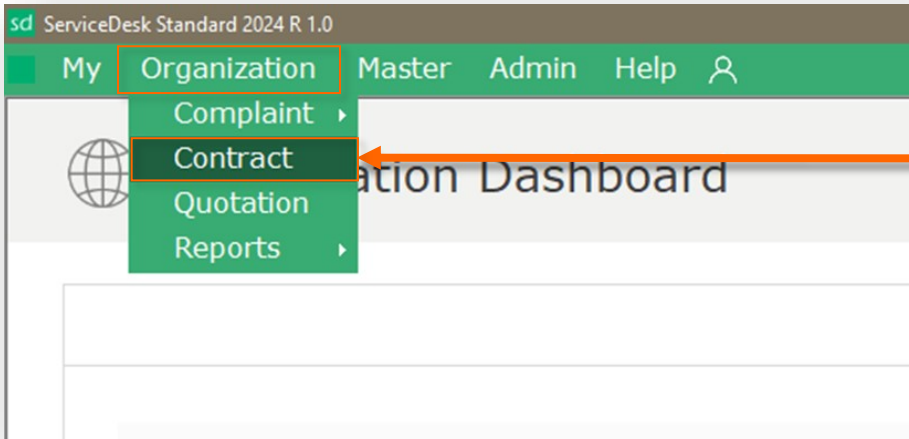 sd ServiceDesk Standard 2024 R 1.0
My Organization Master Admin Help
Complaint
Contract
ation Dashboard
Quotation
Reports